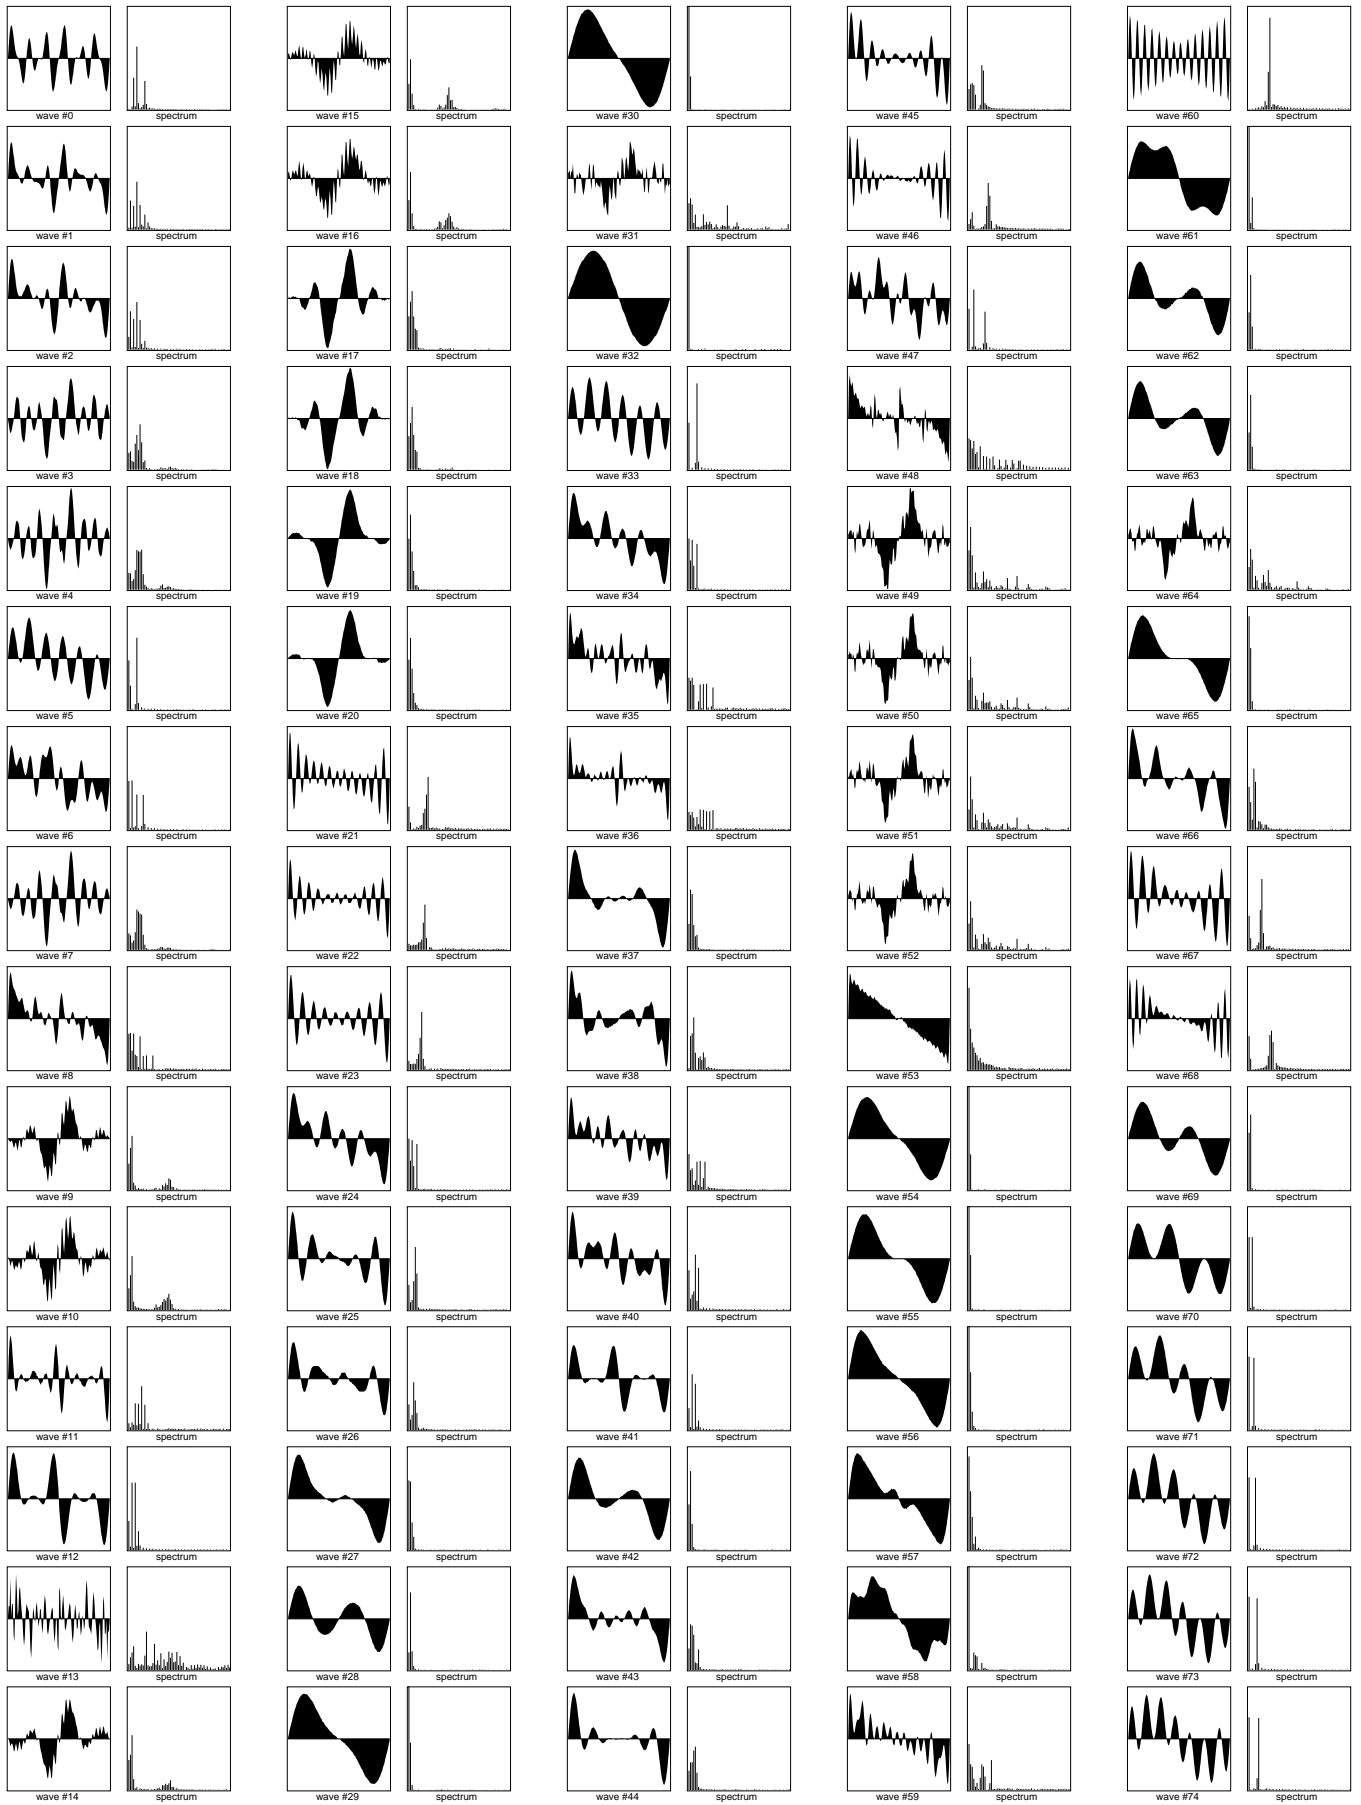 wave #0 spectrum wave #15 spectrum wave #30 spectrum wave #45 spectrum wave #60 spectrum
wave #1 spectrum wave #16 spectrum wave #31 spectrum wave #46 spectrum wave #61 spectrum
wave #2 spectrum wave #17 spectrum wave #32 spectrum wave #47 spectrum wave #62 spectrum
wave #3 spectrum wave #18 spectrum wave #33 spectrum wave #48 spectrum wave #63 spectrum
wave #4 spectrum wave #19 spectrum wave #34 spectrum wave #49 spectrum wave #64 spectrum
wave #5 spectrum wave #20 spectrum wave #35 spectrum wave #50 spectrum wave #65 spectrum
wave #6 spectrum wave #21 spectrum wave #36 spectrum wave #51 spectrum wave #66 spectrum
wave #7 spectrum wave #22 spectrum wave #37 spectrum wave #52 spectrum wave #67 spectrum
wave #8 spectrum wave #23 spectrum wave #38 spectrum wave #53 spectrum wave #68 spectrum
wave #9 spectrum wave #24 spectrum wave #39 spectrum wave #54 spectrum wave #69 spectrum
wave #10 spectrum wave #25 spectrum wave #40 spectrum wave #55 spectrum wave #70 spectrum
wave #11 spectrum wave #26 spectrum wave #41 spectrum wave #56 spectrum wave #71 spectrum
wave #12 spectrum wave #27 spectrum wave #42 spectrum wave #57 spectrum wave #72 spectrum
wave #13 spectrum wave #28 spectrum wave #43 spectrum wave #58 spectrum wave #73 spectrum
wave #14 spectrum wave #29 spectrum wave #44 spectrum wave #59 spectrum wave #74 spectrum